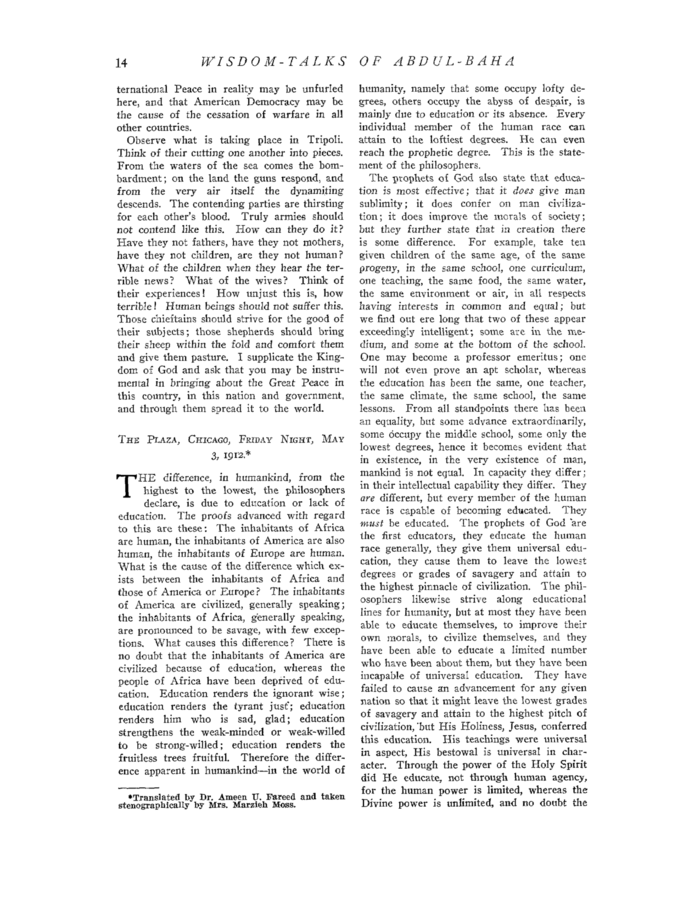 14 WISDOM-TALKS OF ABDUL-BAHA
ternational Peace in reality may be unfurled
here, and that American Democracy may be
the cause of the cessation of warfare in all
other countries.
Observe what is taking place in Tripoli.
Think of their cutting one another into pieces.
From the waters of the sea comes the bom-
bardment; on the land the guns respond, and
from the very air itself the dynamiting
descends. The contending parties are thirsting
for each other's blood. Truly armies should
not contend like this. How can they do it?
Have they not fathers, have they not mothers,
have they not children, are they not human?
What of the children when they hear the ter-
rible news? What of the wives? Think of
their experiences! How unjust this is, how
terrible! Human beings should not suffer this.
Those chieftains should strive for the good of
their subjects; those shepherds should bring
their sheep within the fold and comfort them
and give them pasture. I supplicate the King-
dom of God and ask that you may be instru-
mental in bringing about the Great Peace in
this country, in this nation and government,
and through them spread it to the world.
THE PLAZA, CHICAGO, FRIDAY NIGHT, MAY
3, 1912.*
THE difference, in humankind, from the
highest to the lowest, the philosophers
declare, is due to education or lack of
education. The proofs advanced with regard
to this are these: The inhabitants of Africa
are human, the inhabitants of America are also
human, the inhabitants of Europe are human.
What is the cause of the difference which ex-
ists between the inhabitants of Africa and
those of America or Europe? The inhabitants
of America are civilized, generally speaking;
the inhabitants of Africa, generally speaking,
are pronounced to be savage, with few excep-
tions. What causes this difference? There is
no doubt that the inhabitants of America are
civilized because of education, whereas the
people of Africa have been deprived of edu-
cation. Education renders the ignorant wise;
education renders the tyrant just; education
renders him who is sad, glad; education
strengthens the weak-minded or weak-willed
to be strong-willed; education renders the
fruitless trees fruitful. Therefore the differ-
ence apparent in humankind—in the world of
*Translated by Dr. Ameen U. Fareed and taken
stenographically by Mrs. Marzieh Moss.
humanity, namely that some occupy lofty de-
grees, others occupy the abyss of despair, is
mainly due to education or its absence. Every
individual member of the human race can
attain to the loftiest degrees. He can even
reach the prophetic degree. This is the state-
ment of the philosophers.
The prophets of God also state that educa-
tion is most effective; that it does give man
sublimity; it does confer on man civiliza-
tion; it does improve the morals of society;
but they further state that in creation there
is some difference. For example, take ten
given children of the same age, of the same
progeny, in the same school, one curriculum,
one teaching, the same food, the same water,
the same environment or air, in all respects
having interests in common and equal; but
we find out ere long that two of these appear
exceedingly intelligent; some are in the me-
dium, and some at the bottom of the school.
One may become a professor emeritus; one
will not even prove an apt scholar, whereas
the education has been the same, one teacher,
the same climate, the same school, the same
lessons. From all standpoints there has been
an equality, but some advance extraordinarily,
some occupy the middle school, some only the
lowest degrees, hence it becomes evident that
in existence, in the very existence of man,
mankind is not equal. In capacity they differ;
in their intellectual capability they differ. They
are different, but every member of the human
race is capable of becoming educated. They
must be educated. The prophets of God are
the first educators, they educate the human
race generally, they give them universal edu-
cation, they cause them to leave the lowest
degrees or grades of savagery and attain to
the highest pinnacle of civilization. The phil-
osophers likewise strive along educational
lines for humanity, but at most they have been
able to educate themselves, to improve their
own morals, to civilize themselves, and they
have been able to educate a limited number
who have been about them, but they have been
incapable of universal education. They have
failed to cause an advancement for any given
nation so that it might leave the lowest grades
of savagery and attain to the highest pitch of
civilization, but His Holiness, Jesus, conferred
this education. His teachings were universal
in aspect, His bestowal is universal in char-
acter. Through the power of the Holy Spirit
did He educate, not through human agency,
for the human power is limited, whereas the
Divine power is unlimited, and no doubt the